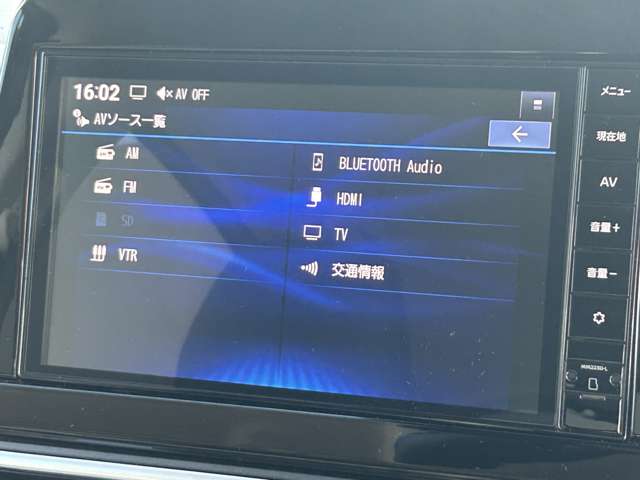 16:02 AV OFF
AVソース一覧
AM
FM
SD
VTR
BLUETOOTH Audio
HDMI
TV
交通情報
メニュー
現在地
AV
音量+
音量-
MM223D-L